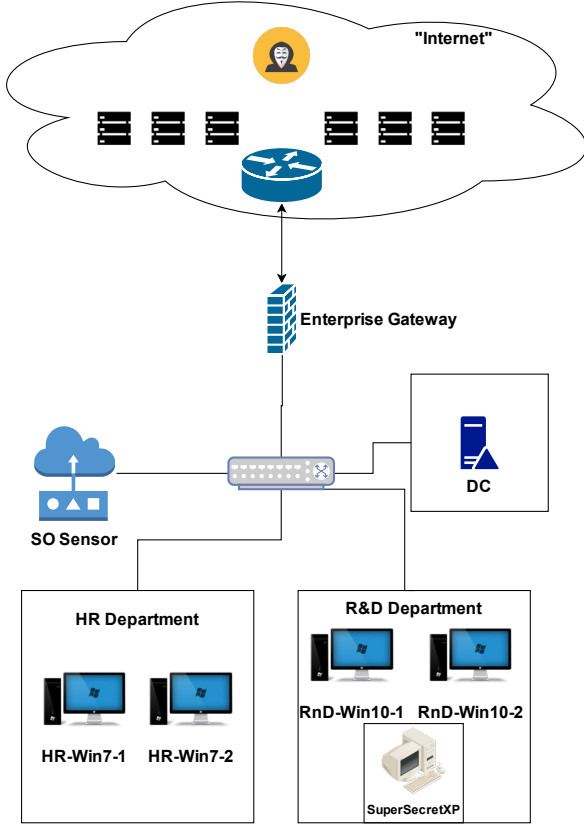 "Internet"
Enterprise Gateway
DC
SO Sensor
HR Department
R&D Department
HR-Win7-1
HR-Win7-2
RnD-Win10-1
RnD-Win10-2
SuperSecretXP